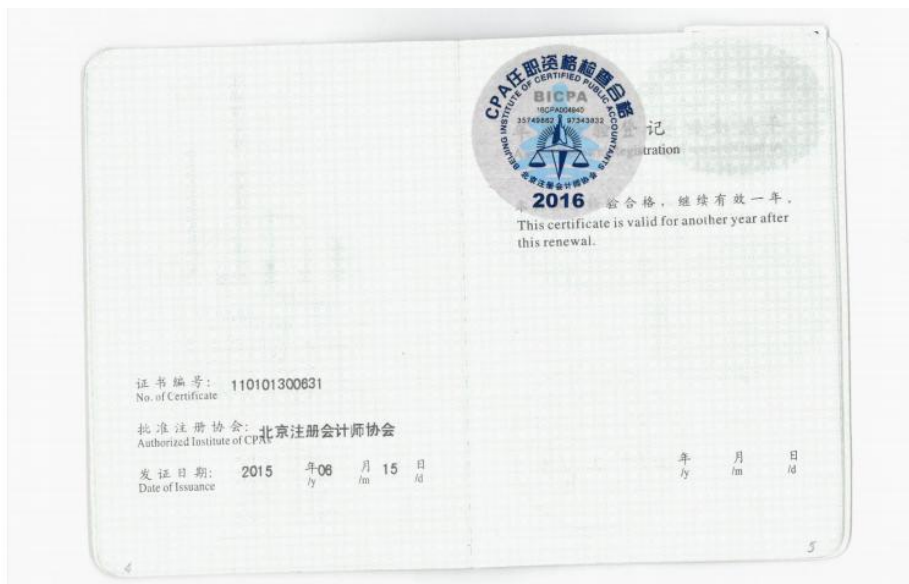 证书编号: 110101300631
No. of Certificate
批准注册协会: 北京注册会计师协会
Authorized Institute of CPAs
发证日期: 2015 年 06 月 15 日
Date of Issuance /y /m /d
4
CPA任职资格检查合格
BEIJING INSTITUTE OF CERTIFIED PUBLIC ACCOUNTANTS
BICPA
35749862 97343832
北京注册会计师协会
2016
登记
验合格,继续有效一年。
This certificate is valid for another year after
this renewal.
年 月 日
/y /m /d
5